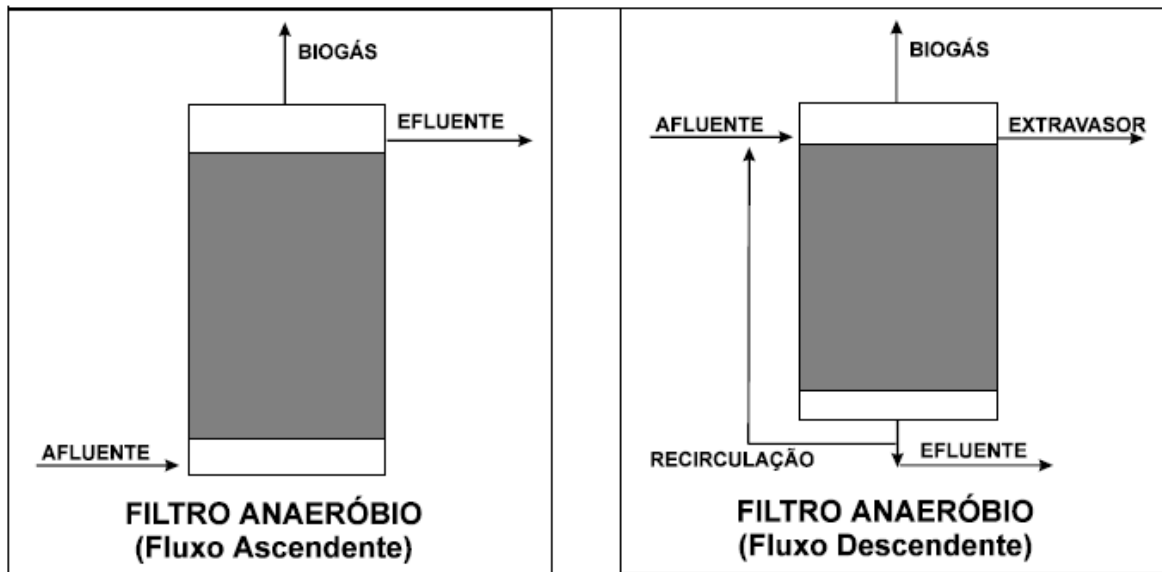 BIOGÁS
EFLUENTE
AFLUENTE
FILTRO ANAERÓBIO
(Fluxo Ascendente)
BIOGÁS
AFLUENTE
EXTRAVASOR
RECIRCULAÇÃO
EFLUENTE
FILTRO ANAERÓBIO
(Fluxo Descendente)